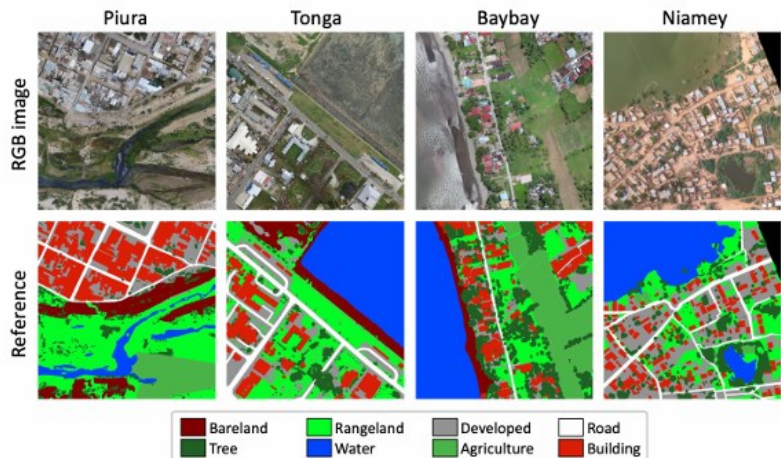 Piura Tonga Baybay Niamey
RGB image
Reference
Bareland Rangeland Developed Road
Tree Water Agriculture Building